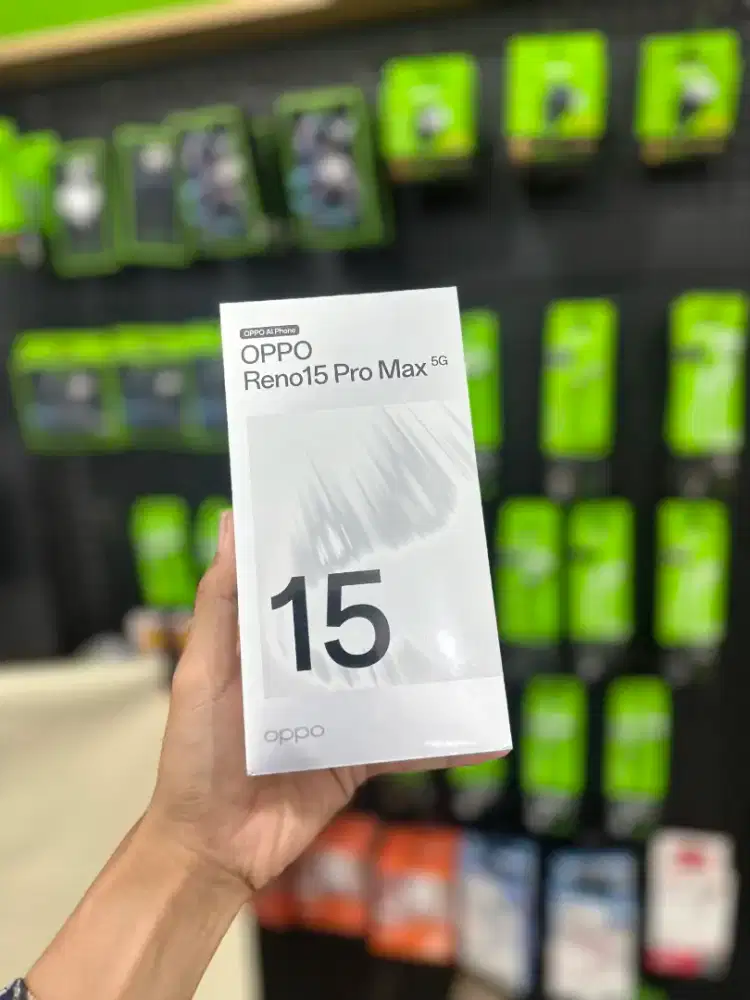 OPPO AI Phone
OPPO
Reno15 Pro Max 5G
15
oppo